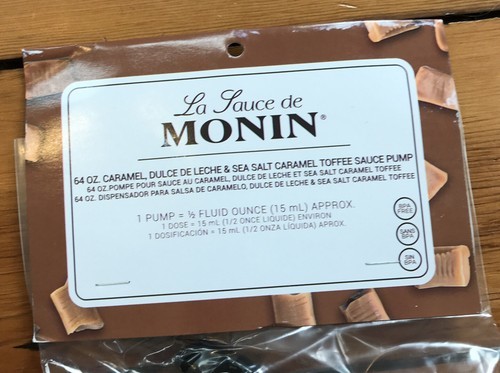 La Sauce de
MONIN®
64 OZ. CARAMEL, DULCE DE LECHE & SEA SALT CARAMEL TOFFEE SAUCE PUMP
64 OZ.POMPE POUR SAUCE AU CARAMEL, DULCE DE LECHE ET SEA SALT CARAMEL TOFFEE
64 OZ. DISPENSADOR PARA SALSA DE CARAMELO, DULCE DE LECHE & SEA SALT CARAMEL TOFFEE
1 PUMP = ½ FLUID OUNCE (15 mL) APPROX.
1 DOSE = 15 mL (1/2 ONCE LIQUIDE) ENVIRON
1 DOSIFICACIÓN = 15 mL (1/2 ONZA LÍQUIDA) APROX.
BPA
FREE
SANS
BPA
SIN
BPA